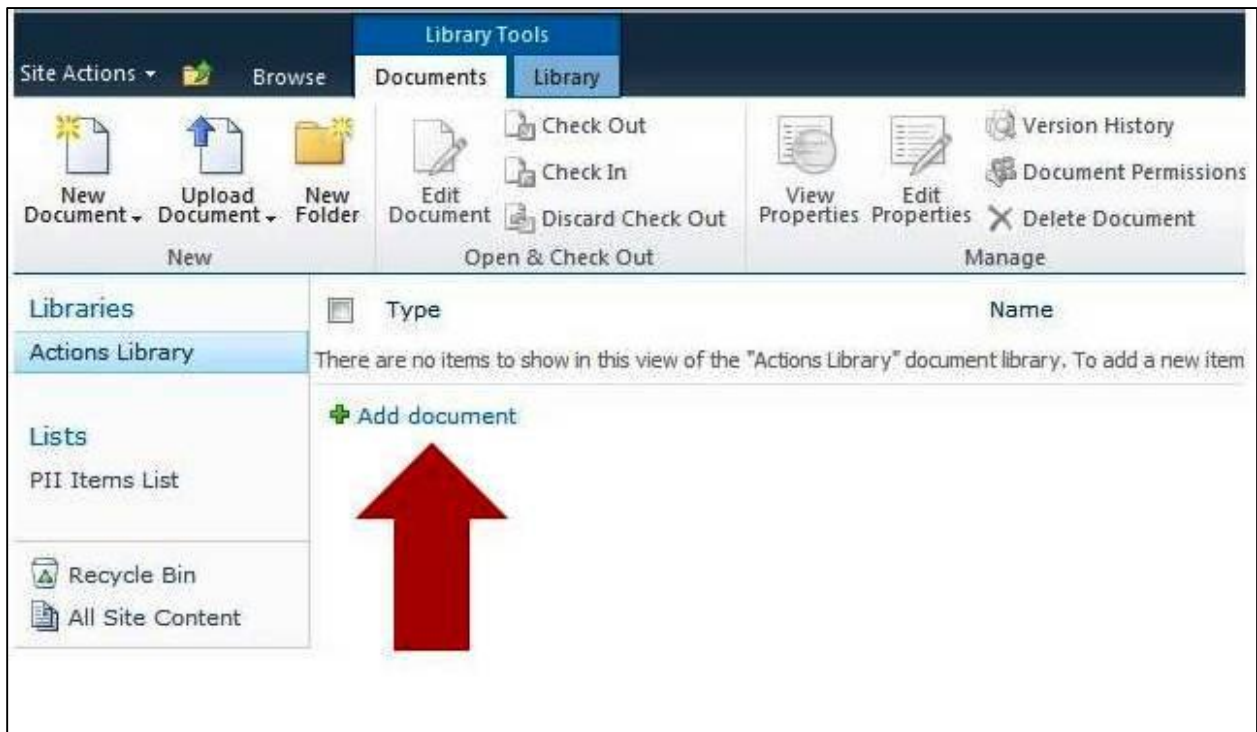 Library Tools
Site Actions Browse Documents Library
New Document Upload Document New Folder Edit Document Check Out Check In Discard Check Out View Properties Edit Properties Version History Document Permissions Delete Document
New Open & Check Out Manage
Libraries
Actions Library
Lists
PII Items List
Recycle Bin
All Site Content
Type Name
There are no items to show in this view of the "Actions Library" document library. To add a new item
Add document